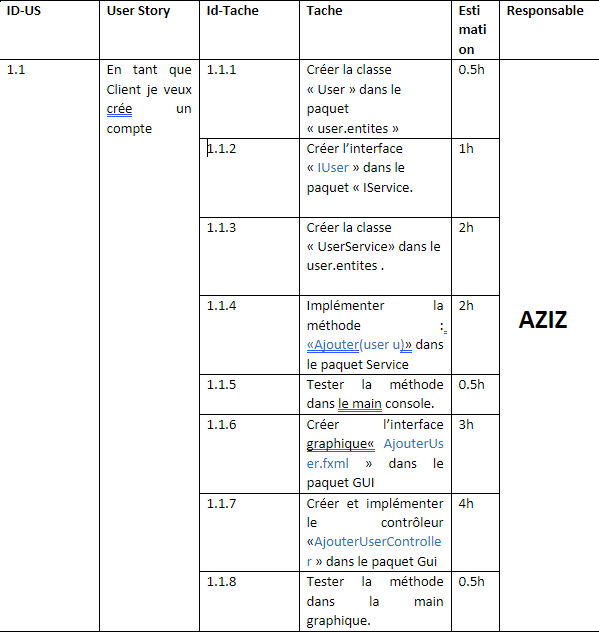 ID-US User Story Id-Tache Tache Esti Responsable
mati
on
1.1 En tant que 1.1.1 Créer la classe 0.5h
Client je veux « User » dans le
crée un paquet
compte « user.entites »
1.1.2 Créer l’interface 1h
« IUser » dans le
paquet « IService.
1.1.3 Créer la classe 2h
« UserService» dans le
user.entites .
1.1.4 Implémenter la 2h
méthode :
«Ajouter(user u)» dans
le paquet Service
AZIZ
1.1.5 Tester la méthode 0.5h
dans le main console.
1.1.6 Créer l’interface 3h
graphique« AjouterUs
er.fxml » dans le
paquet GUI
1.1.7 Créer et implémenter 4h
le contrôleur
«AjouterUserControlle
r » dans le paquet Gui
1.1.8 Tester la méthode 0.5h
dans la main
graphique.